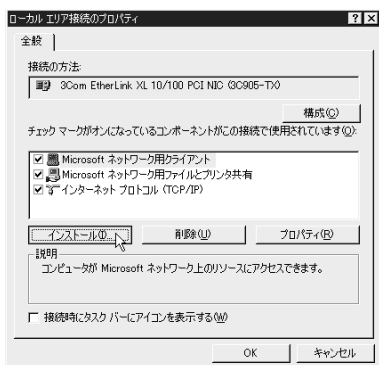 ローカル エリア接続のプロパティ
全般
接続の方法:
3Com EtherLink XL 10/100 PCI NIC (3C905-TX)
構成(C)
チェック マークがオンになっているコンポーネントがこの接続で使用されています(O):
Microsoft ネットワーク用クライアント
Microsoft ネットワーク用ファイルとプリンタ共有
インターネット プロトコル (TCP/IP)
インストール(I)... 削除(U) プロパティ(R)
説明
コンピュータが Microsoft ネットワーク上のリソースにアクセスできます。
接続時にタスク バーにアイコンを表示する(W)
OK キャンセル